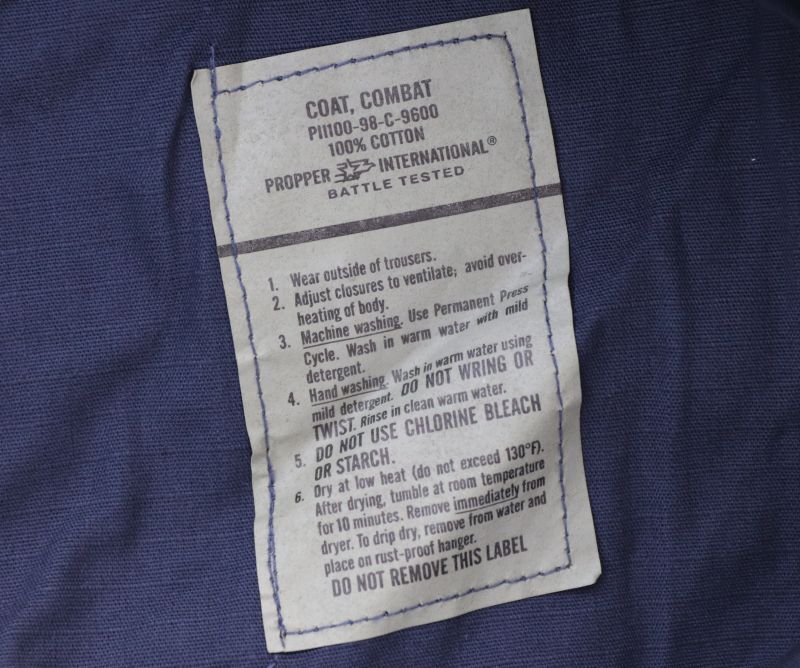 COAT, COMBAT
PI1100-98-C-9600
100% COTTON
PROPPER INTERNATIONAL®
BATTLE TESTED
1. Wear outside of trousers.
2. Adjust closures to ventilate; avoid over-
heating of body.
3. Machine washing. Use Permanent Press
Cycle. Wash in warm water with mild
detergent.
4. Hand washing. Wash in warm water using
mild detergent. DO NOT WRING OR
TWIST. Rinse in clean warm water.
5. DO NOT USE CHLORINE BLEACH
OR STARCH.
6. Dry at low heat (do not exceed 130°F).
After drying, tumble at room temperature
for 10 minutes. Remove immediately from
dryer. To drip dry, remove from water and
place on rust-proof hanger.
DO NOT REMOVE THIS LABEL